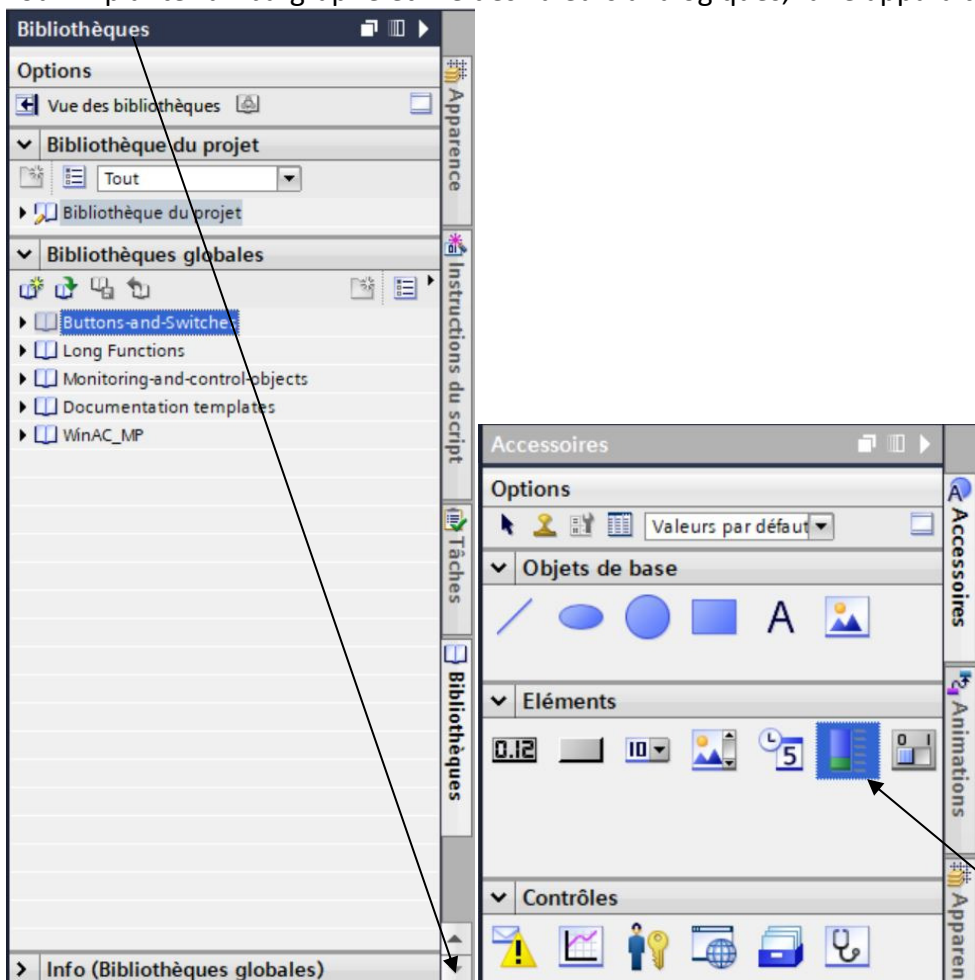 Bibliothèques
Options
Vue des bibliothèques
Bibliothèque du projet
Tout
Bibliothèque du projet
Bibliothèques globales
Buttons-and-Switches
Long Functions
Monitoring-and-control-objects
Documentation templates
WinAC_MP
Info (Bibliothèques globales)
Apparence
Instructions du script
Tâches
Bibliothèques
Accessoires
Options
Valeurs par défaut
Objets de base
A
Eléments
0.12
10
5
0 1
Contrôles
Accessoires
Animations